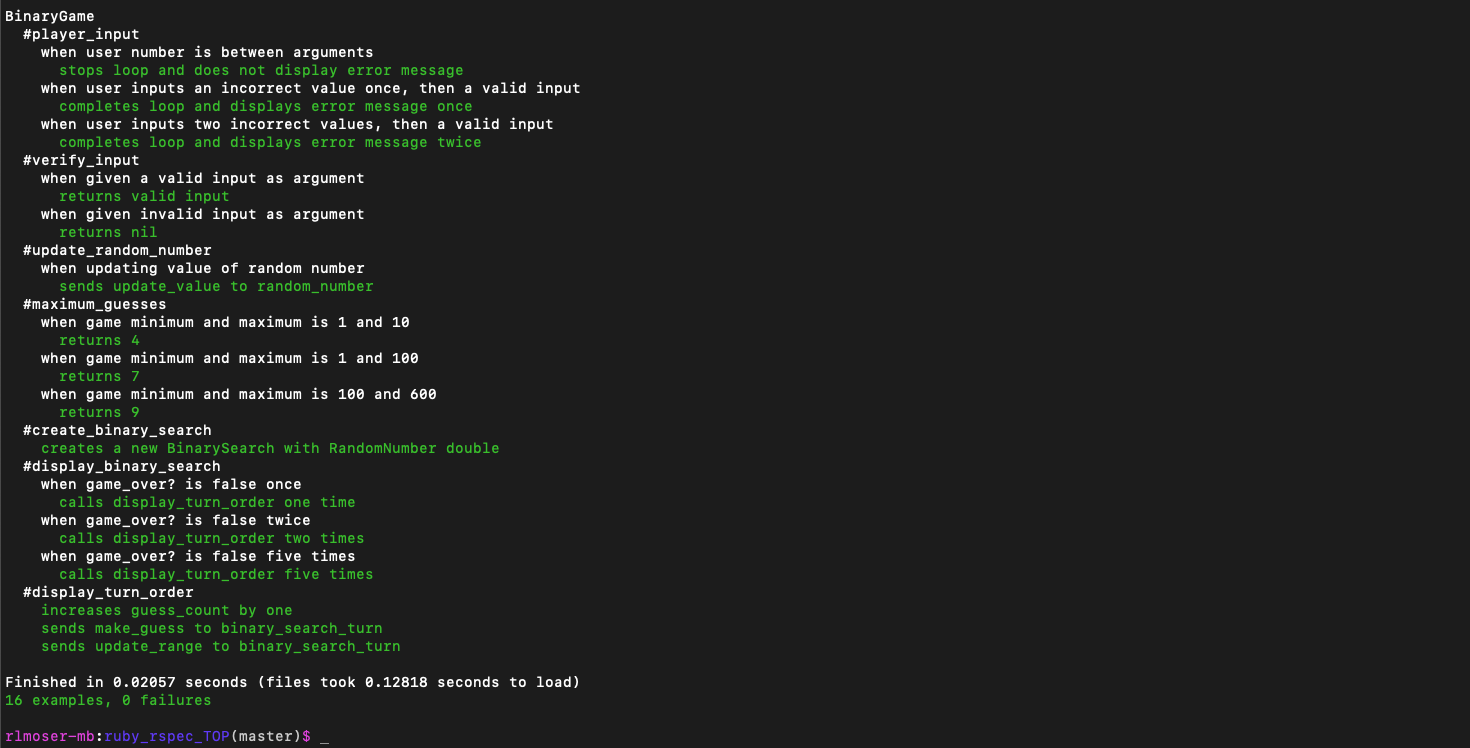 BinaryGame
  #player_input
    when user number is between arguments
      stops loop and does not display error message
    when user inputs an incorrect value once, then a valid input
      completes loop and displays error message once
    when user inputs two incorrect values, then a valid input
      completes loop and displays error message twice
  #verify_input
    when given a valid input as argument
      returns valid input
    when given invalid input as argument
      returns nil
  #update_random_number
    when updating value of random number
      sends update_value to random_number
  #maximum_guesses
    when game minimum and maximum is 1 and 10
      returns 4
    when game minimum and maximum is 1 and 100
      returns 7
    when game minimum and maximum is 100 and 600
      returns 9
  #create_binary_search
    creates a new BinarySearch with RandomNumber double
  #display_binary_search
    when game_over? is false once
      calls display_turn_order one time
    when game_over? is false twice
      calls display_turn_order two times
    when game_over? is false five times
      calls display_turn_order five times
  #display_turn_order
    increases guess_count by one
    sends make_guess to binary_search_turn
    sends update_range to binary_search_turn

Finished in 0.02057 seconds (files took 0.12818 seconds to load)
16 examples, 0 failures

rlmoser-mb:ruby_rspec_TOP(master)$ _